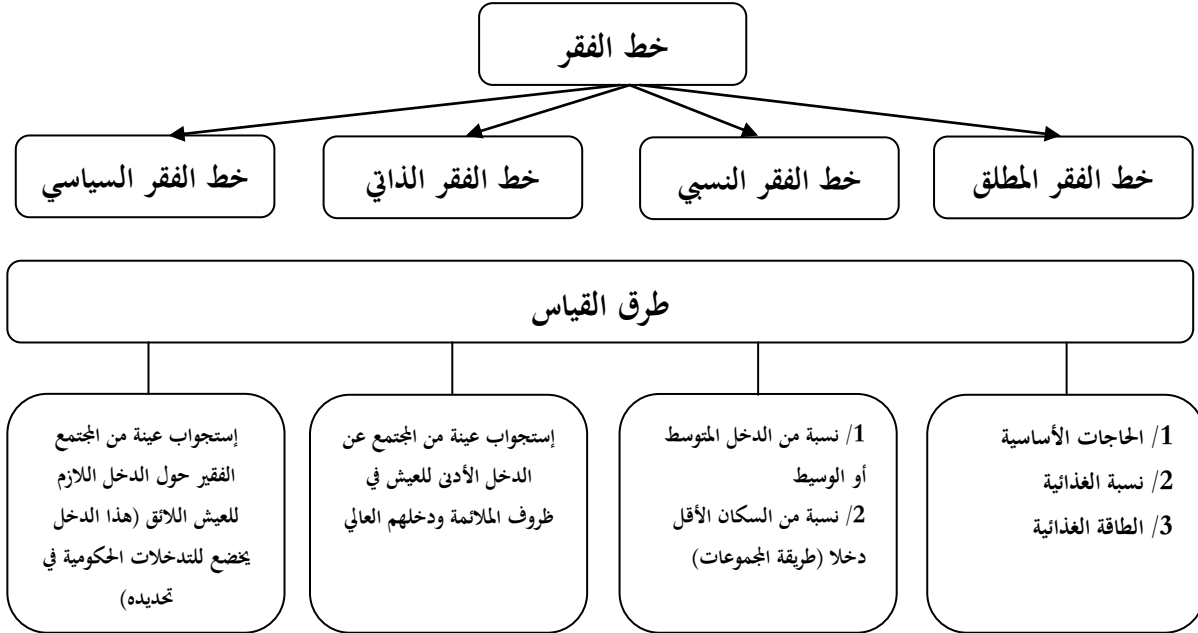 خط الفقر
خط الفقر المطلق
خط الفقر النسبي
خط الفقر الذاتي
خط الفقر السياسي
طرق القياس
1/ الحاجات الأساسية
2/ نسبة الغذائية
3/ الطاقة الغذائية
1/ نسبة من الدخل المتوسط
أو الوسيط
2/ نسبة من السكان الأقل
دخلا (طريقة المجموعات)
إستجواب عينة من المجتمع عن
الدخل الأدنى للعيش في
ظروف الملائمة ودخلهم العالي
إستجواب عينة من المجتمع
الفقير حول الدخل اللازم
للعيش اللائق (هذا الدخل
يخضع للتدخلات الحكومية في
تحديده)